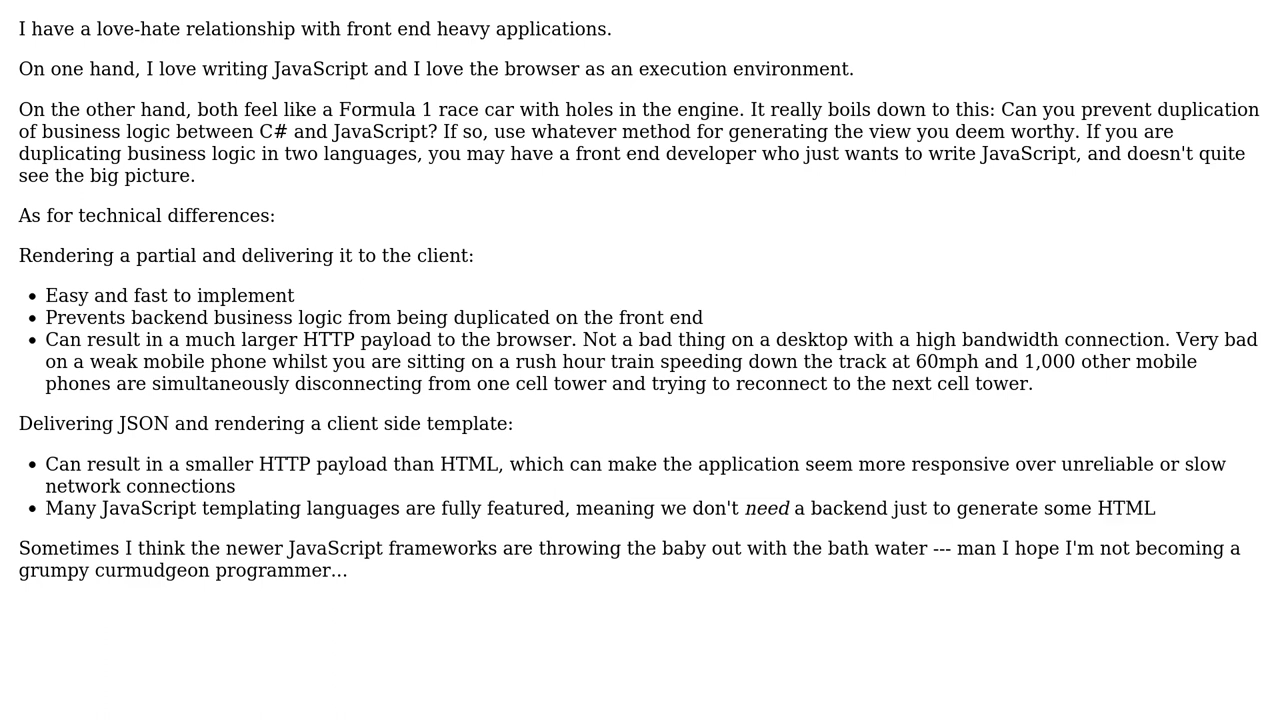 I have a love-hate relationship with front end heavy applications.
On one hand, I love writing JavaScript and I love the browser as an execution environment.
On the other hand, both feel like a Formula 1 race car with holes in the engine. It really boils down to this: Can you prevent duplication
of business logic between C# and JavaScript? If so, use whatever method for generating the view you deem worthy. If you are
duplicating business logic in two languages, you may have a front end developer who just wants to write JavaScript, and doesn't quite
see the big picture.
As for technical differences:
Rendering a partial and delivering it to the client:
• Easy and fast to implement
• Prevents backend business logic from being duplicated on the front end
• Can result in a much larger HTTP payload to the browser. Not a bad thing on a desktop with a high bandwidth connection. Very bad
on a weak mobile phone whilst you are sitting on a rush hour train speeding down the track at 60mph and 1,000 other mobile
phones are simultaneously disconnecting from one cell tower and trying to reconnect to the next cell tower.
Delivering JSON and rendering a client side template:
• Can result in a smaller HTTP payload than HTML, which can make the application seem more responsive over unreliable or slow
network connections
• Many JavaScript templating languages are fully featured, meaning we don't need a backend just to generate some HTML
Sometimes I think the newer JavaScript frameworks are throwing the baby out with the bath water --- man I hope I'm not becoming a
grumpy curmudgeon programmer...